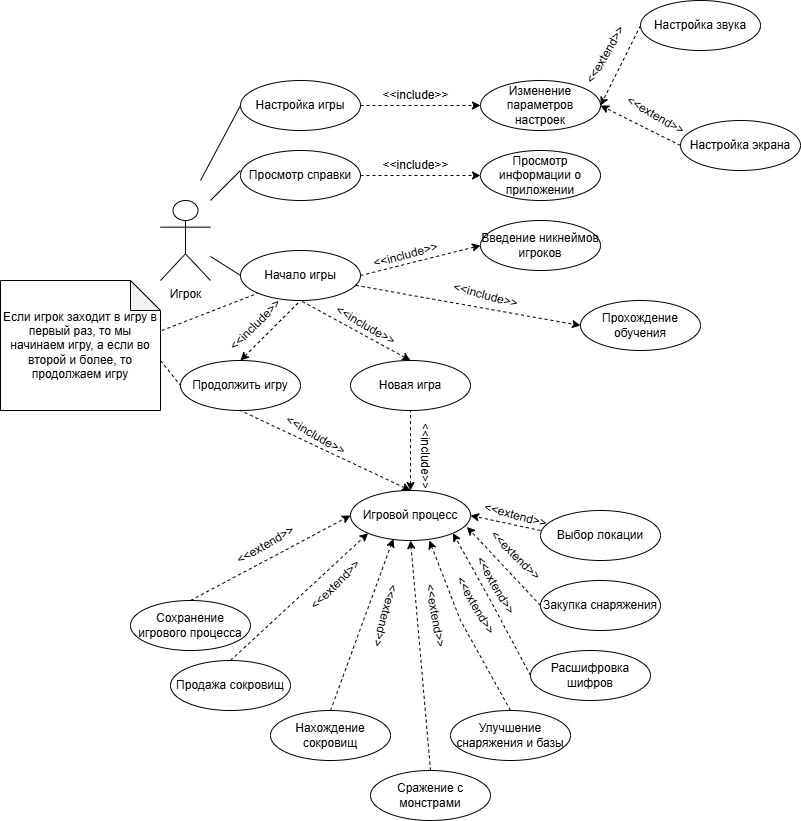 Настройка звука
<<extend>>
Настройка игры
<<include>>
Изменение
параметров
настроек
<<extend>>
Настройка экрана
Просмотр справки
<<include>>
Просмотр
информации о
приложении
Игрок
Начало игры
<<include>>
Введение никнеймов
игроков
<<include>>
Прохождение
обучения
Если игрок заходит в игру в
первый раз, то мы
начинаем игру, а если во
второй и более, то
продолжаем игру
<<include>>
<<include>>
Продолжить игру
Новая игра
<<include>>
<<include>>
Игровой процесс
<<extend>>
Выбор локации
<<extend>>
<<extend>>
Закупка снаряжения
<<extend>>
<<extend>>
<<extend>>
<<extend>>
<<extend>>
Сохранение
игрового процесса
Расшифровка
шифров
Продажа сокровищ
Нахождение
сокровищ
Улучшение
снаряжения и базы
Сражение с
монстрами